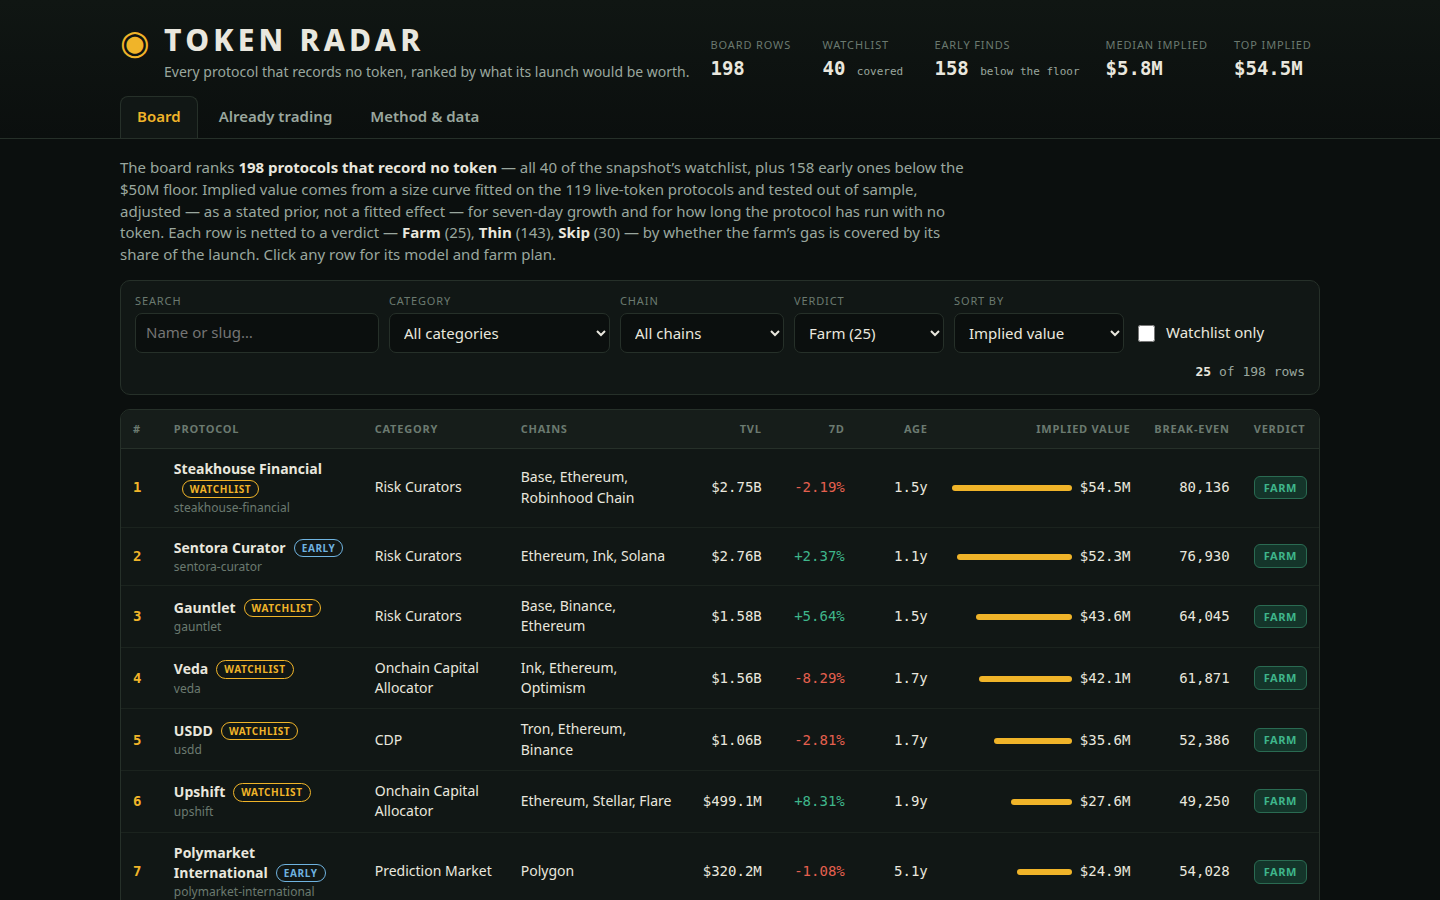 TOKEN RADAR
Every protocol that records no token, ranked by what its launch would be worth.
BOARD ROWS
198
WATCHLIST
40 covered
EARLY FINDS
158 below the floor
MEDIAN IMPLIED
$5.8M
TOP IMPLIED
$54.5M
Board
Already trading
Method & data
The board ranks 198 protocols that record no token — all 40 of the snapshot's watchlist, plus 158 early ones below the
$50M floor. Implied value comes from a size curve fitted on the 119 live-token protocols and tested out of sample,
adjusted — as a stated prior, not a fitted effect — for seven-day growth and for how long the protocol has run with no
token. Each row is netted to a verdict — Farm (25), Thin (143), Skip (30) — by whether the farm's gas is covered by its
share of the launch. Click any row for its model and farm plan.
SEARCH
Name or slug...
CATEGORY
All categories
CHAIN
All chains
VERDICT
Farm (25)
SORT BY
Implied value
Watchlist only
25 of 198 rows
# PROTOCOL CATEGORY CHAINS TVL 7D AGE IMPLIED VALUE BREAK-EVEN VERDICT
1
Steakhouse Financial
WATCHLIST
steakhouse-financial
Risk Curators
Base, Ethereum,
Robinhood Chain
$2.75B -2.19% 1.5y $54.5M 80,136 FARM
2
Sentora Curator EARLY
sentora-curator
Risk Curators
Ethereum, Ink, Solana
$2.76B +2.37% 1.1y $52.3M 76,930 FARM
3
Gauntlet WATCHLIST
gauntlet
Risk Curators
Base, Binance,
Ethereum
$1.58B +5.64% 1.5y $43.6M 64,045 FARM
4
Veda WATCHLIST
veda
Onchain Capital
Allocator
Ink, Ethereum,
Optimism
$1.56B -8.29% 1.7y $42.1M 61,871 FARM
5
USDD WATCHLIST
usdd
CDP
Tron, Ethereum,
Binance
$1.06B -2.81% 1.7y $35.6M 52,386 FARM
6
Upshift WATCHLIST
upshift
Onchain Capital
Allocator
Ethereum, Stellar, Flare
$499.1M +8.31% 1.9y $27.6M 49,250 FARM
7
Polymarket
International EARLY
polymarket-international
Prediction Market
Polygon
$320.2M -1.08% 5.1y $24.9M 54,028 FARM